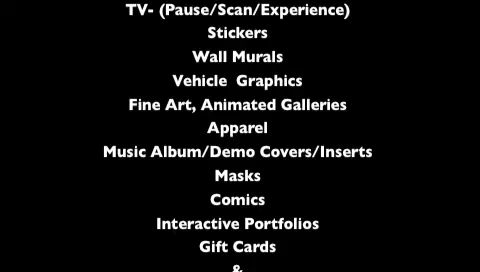 TV- (Pause/Scan/Experience)
Stickers
Wall Murals
Vehicle  Graphics
Fine Art, Animated Galleries
Apparel
Music Album/Demo Covers/Inserts
Masks
Comics
Interactive Portfolios
Gift Cards
&